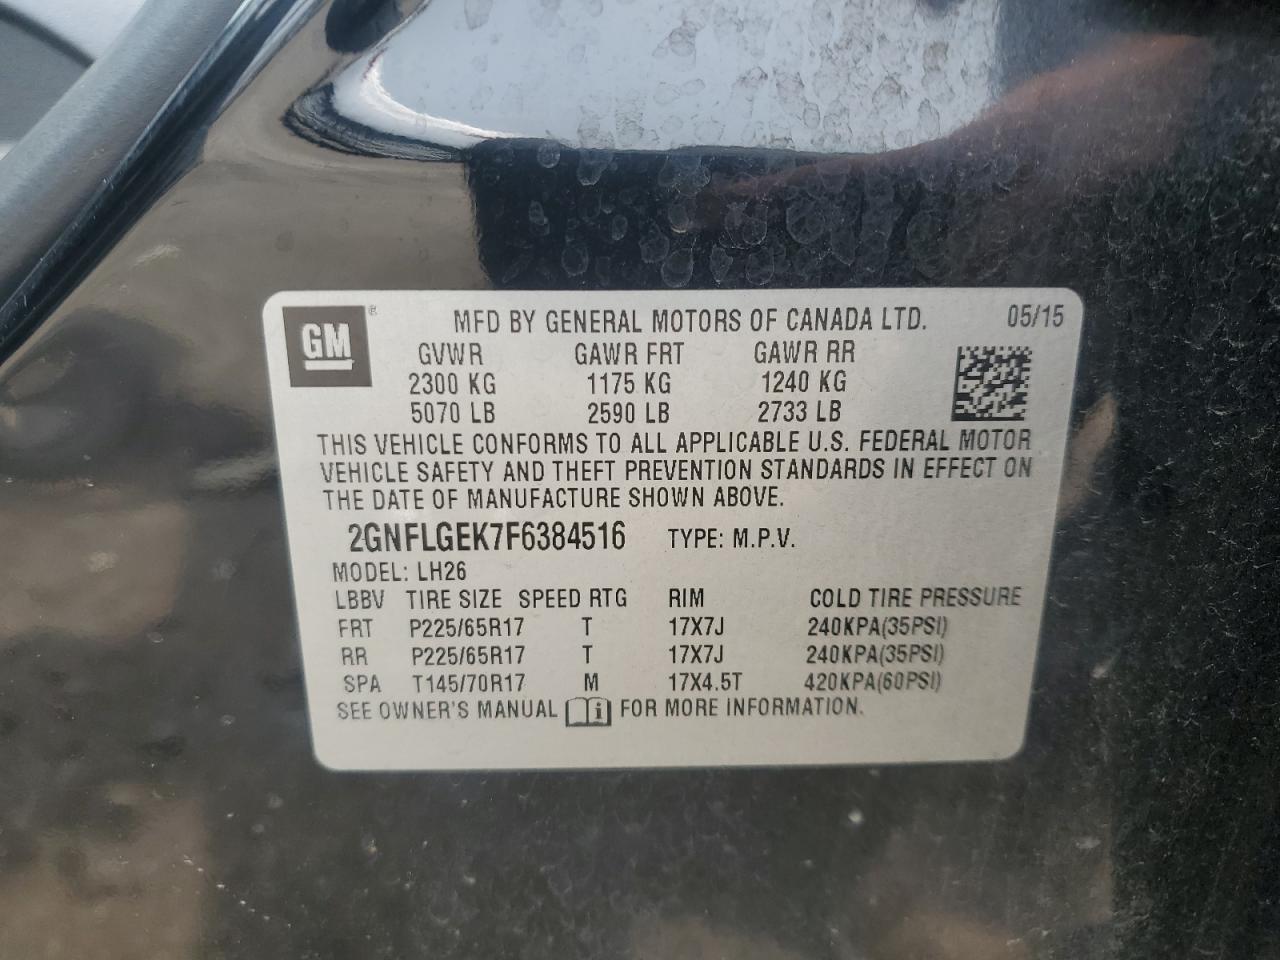 GM ® MFD BY GENERAL MOTORS OF CANADA LTD. 05/15
GVWR GAWR FRT GAWR RR
2300 KG 1175 KG 1240 KG
5070 LB 2590 LB 2733 LB
THIS VEHICLE CONFORMS TO ALL APPLICABLE U.S. FEDERAL MOTOR
VEHICLE SAFETY AND THEFT PREVENTION STANDARDS IN EFFECT ON
THE DATE OF MANUFACTURE SHOWN ABOVE.
2GNFLGEK7F6384516 TYPE: M.P.V.
MODEL: LH26
LBBV TIRE SIZE SPEED RTG RIM COLD TIRE PRESSURE
FRT P225/65R17 T 17X7J 240KPA(35PSI)
RR P225/65R17 T 17X7J 240KPA(35PSI)
SPA T145/70R17 M 17X4.5T 420KPA(60PSI)
SEE OWNER'S MANUAL i FOR MORE INFORMATION.